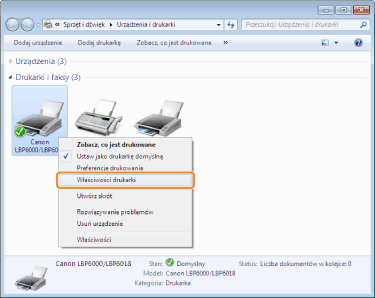 Sprzęt i dźwięk ▸ Urządzenia i drukarki
Przeszukaj: Urządzenia i drukarki
Dodaj urządzenie Dodaj drukarkę Zobacz, co jest drukowane »
Urządzenia (3)
Drukarki i faksy (3)
Canon
LBP6000/LBP6018
Zobacz, co jest drukowane
Ustaw jako drukarkę domyślną
Preferencje drukowania
Właściwości drukarki
Utwórz skrót
Rozwiązywanie problemów
Usuń urządzenie
Właściwości
Canon LBP6000/LBP6018 Stan: Domyślny Status: Liczba dokumentów w kolejce: 0
Model: Canon LBP6000/LBP6018
Kategoria: Drukarka